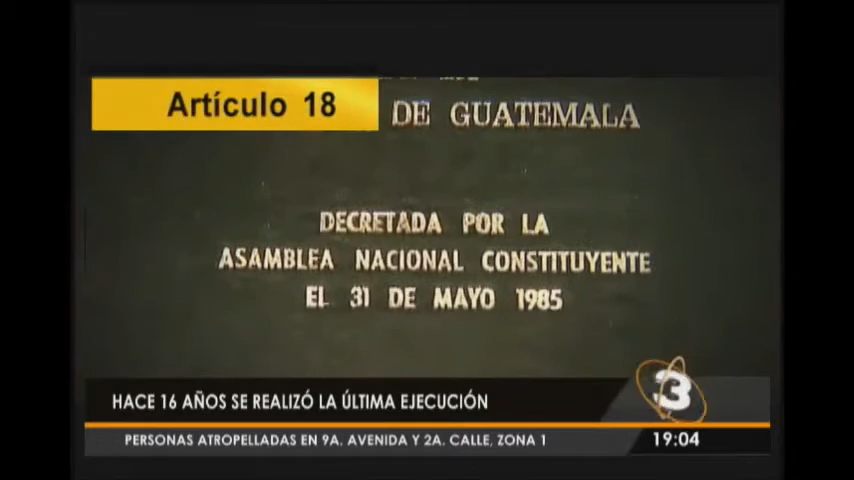 Artículo 18
DE GUATEMALA
DECRETADA POR LA
ASAMBLEA NACIONAL CONSTITUYENTE
EL 31 DE MAYO 1985
HACE 16 AÑOS SE REALIZÓ LA ÚLTIMA EJECUCIÓN
3
PERSONAS ATROPELLADAS EN 9A. AVENIDA Y 2A. CALLE, ZONA 1
19:04